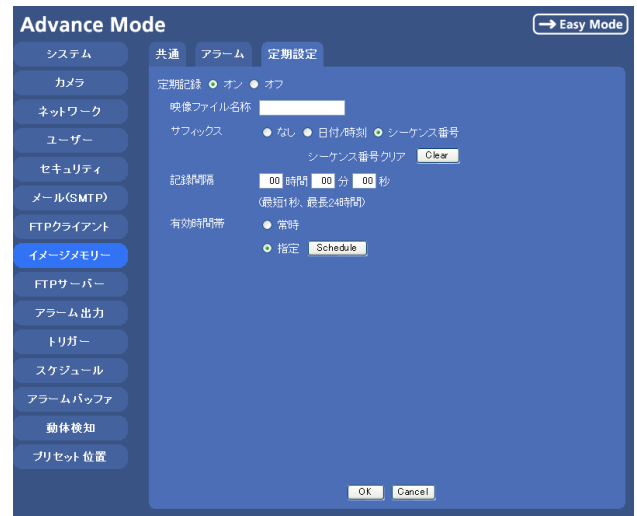 Advance Mode
→ Easy Mode
システム
カメラ
ネットワーク
ユーザー
セキュリティ
メール(SMTP)
FTPクライアント
イメージメモリー
FTPサーバー
アラーム出力
トリガー
スケジュール
アラームバッファ
動体検知
プリセット位置
共通 アラーム 定期設定
定期記録 オン オフ
映像ファイル名称
サフィックス なし 日付/時刻 シーケンス番号
シーケンス番号クリア Clear
記録間隔 00 時間 00 分 00 秒
(最短1秒、最長24時間)
有効時間帯 常時
指定 Schedule
OK Cancel